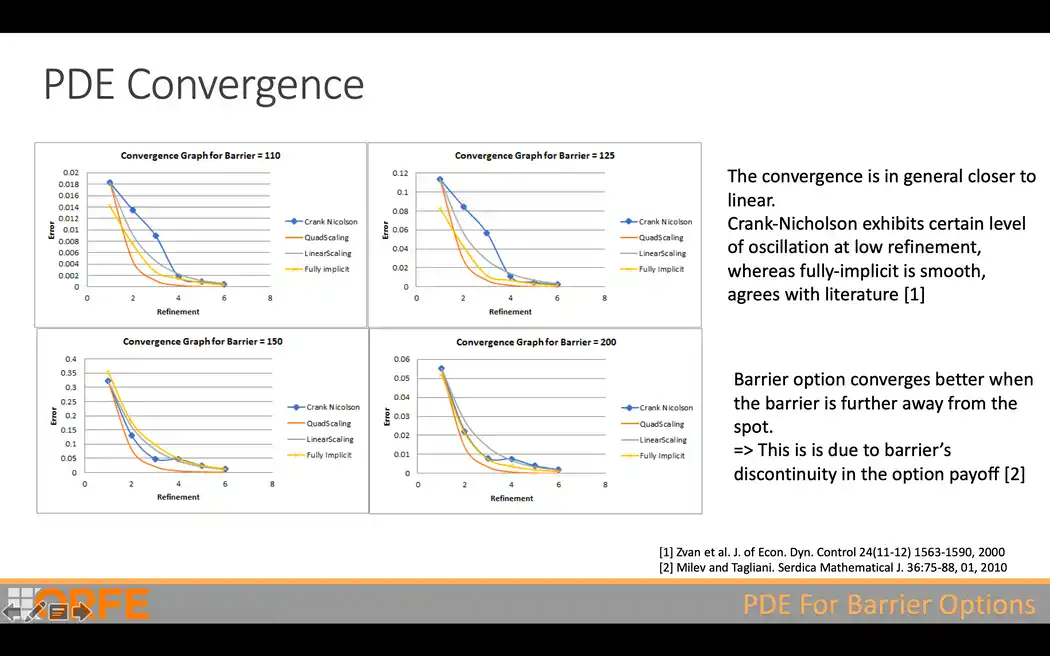 PDE Convergence
Convergence Graph for Barrier = 110
0.02
0.018
0.016
0.014
0.012
0.01
0.008
0.006
0.004
0.002
0
Error
0 2 4 6 8
Refinement
Crank Nicolson
QuadScaling
LinearScaling
Fully implicit
Convergence Graph for Barrier = 125
0.12
0.1
0.08
0.06
0.04
0.02
0
Error
0 2 4 6 8
Refinement
Crank Nicolson
QuadScaling
LinearScaling
Fully implicit
Convergence Graph for Barrier = 150
0.4
0.35
0.3
0.25
0.2
0.15
0.1
0.05
0
Error
0 2 4 6 8
Refinement
Crank Nicolson
QuadScaling
LinearScaling
Fully Implicit
Convergence Graph for Barrier = 200
0.06
0.05
0.04
0.03
0.02
0.01
0
Error
0 2 4 6 8
Refinement
Crank Nicolson
QuadScaling
LinearScaling
Fully Implicit
The convergence is in general closer to
linear.
Crank-Nicholson exhibits certain level
of oscillation at low refinement,
whereas fully-implicit is smooth,
agrees with literature [1]
Barrier option converges better when
the barrier is further away from the
spot.
=> This is is due to barrier’s
discontinuity in the option payoff [2]
[1] Zvan et al. J. of Econ. Dyn. Control 24(11-12) 1563-1590, 2000
[2] Milev and Tagliani. Serdica Mathematical J. 36:75-88, 01, 2010
ORFE
PDE For Barrier Options